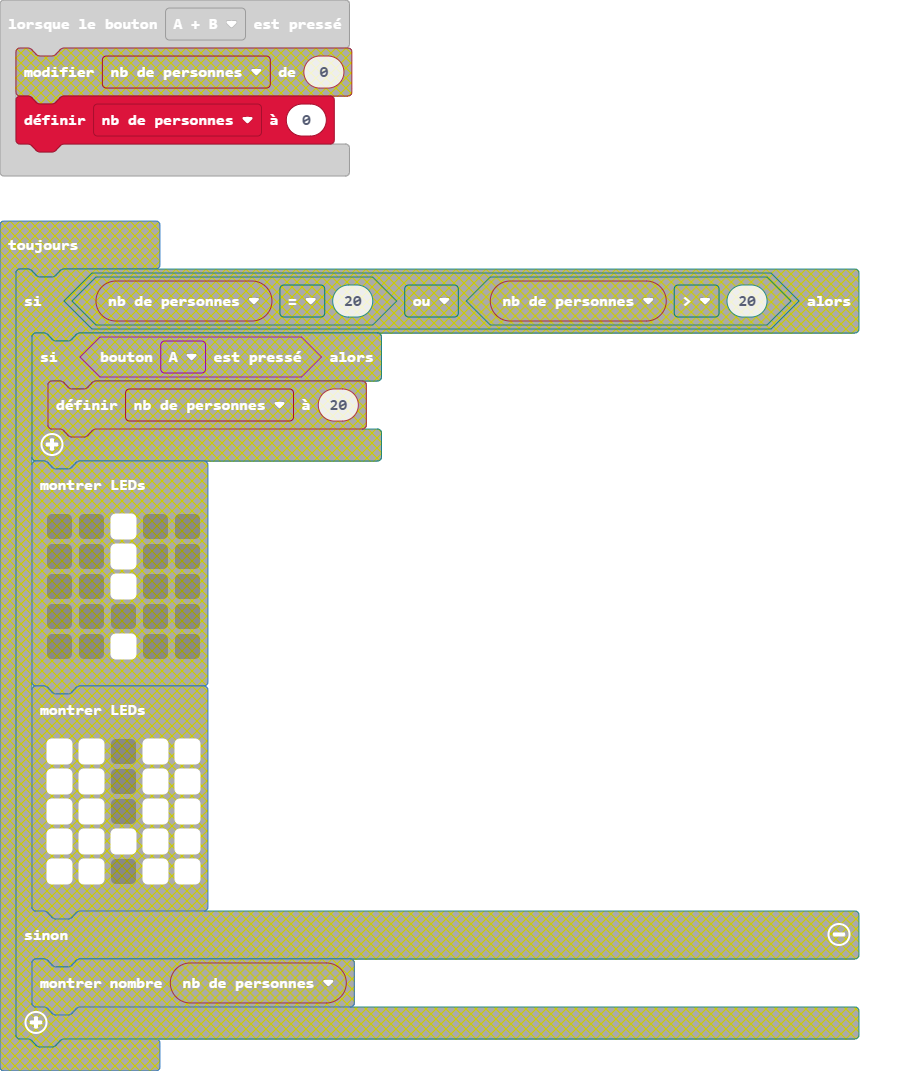 lorsque le bouton A + B est pressé
modifier nb de personnes de 0
définir nb de personnes à 0
toujours
si nb de personnes = 20 ou nb de personnes > 20 alors
si bouton A est pressé alors
définir nb de personnes à 20
montrer LEDs
montrer LEDs
sinon
montrer nombre nb de personnes